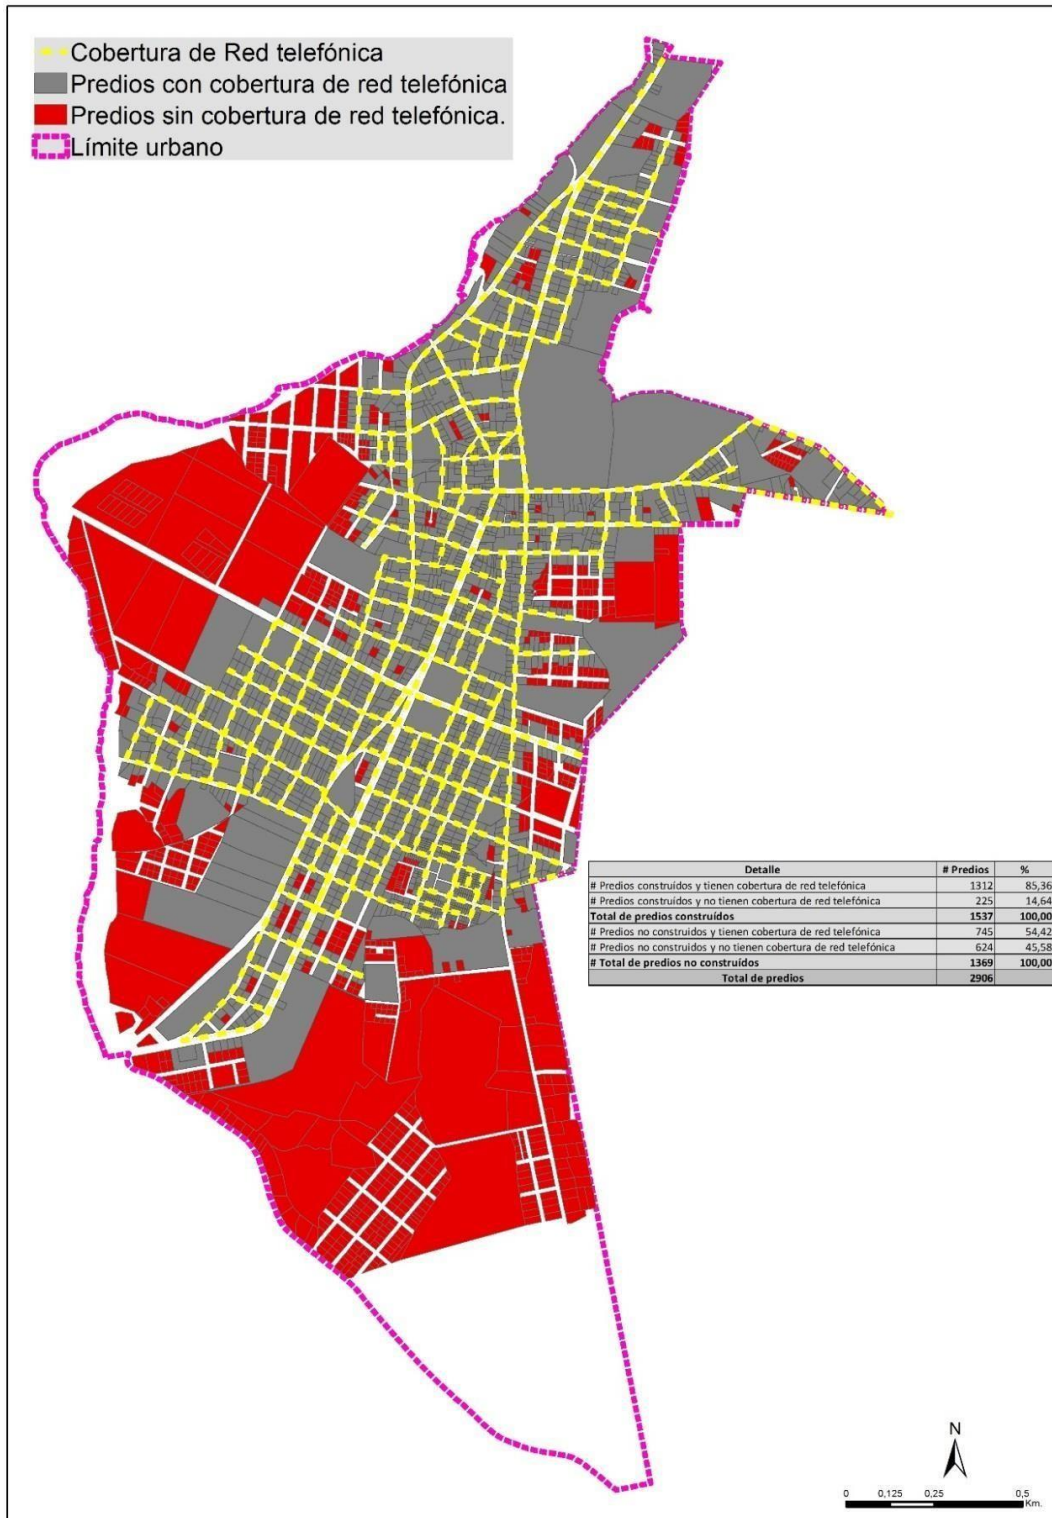 Cobertura de Red telefónica
Predios con cobertura de red telefónica
Predios sin cobertura de red telefónica.
Límite urbano
Detalle # Predios %
# Predios construídos y tienen cobertura de red telefónica 1312 85,36
# Predios construídos y no tienen cobertura de red telefónica 225 14,64
Total de predios construídos 1537 100,00
# Predios no construidos y tienen cobertura de red telefónica 745 54,42
# Predios no construidos y no tienen cobertura de red telefónica 624 45,58
# Total de predios no construídos 1369 100,00
Total de predios 2906
N
0 0,125 0,25 0,5
Km.